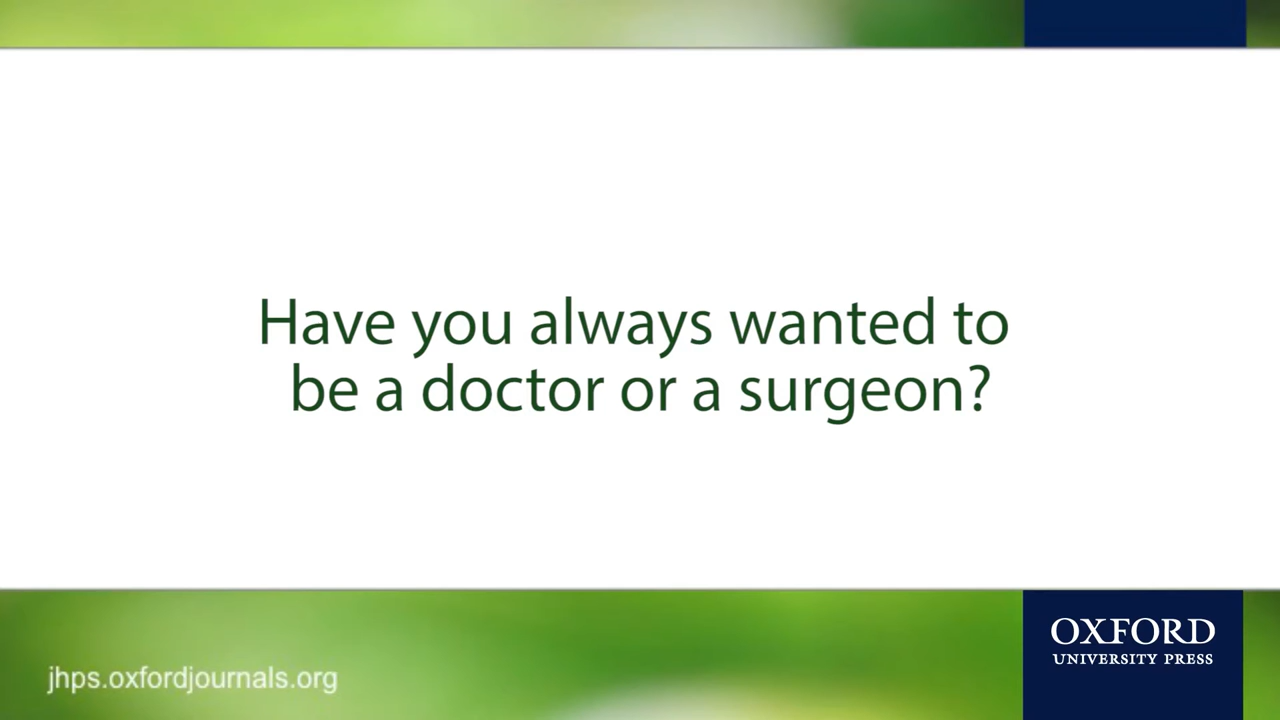 Have you always wanted to
be a doctor or a surgeon?
jhps.oxfordjournals.org
OXFORD
UNIVERSITY PRESS